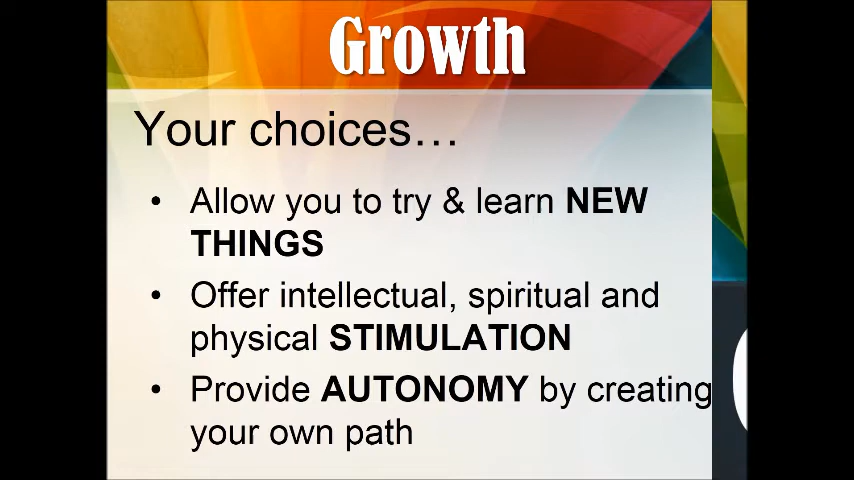 Growth
Your choices…
• Allow you to try & learn NEW
THINGS
• Offer intellectual, spiritual and
physical STIMULATION
• Provide AUTONOMY by creating
your own path